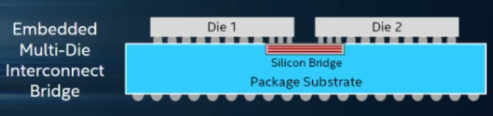 Embedded
Multi-Die
Interconnect
Bridge
Die 1
Die 2
Silicon Bridge
Package Substrate